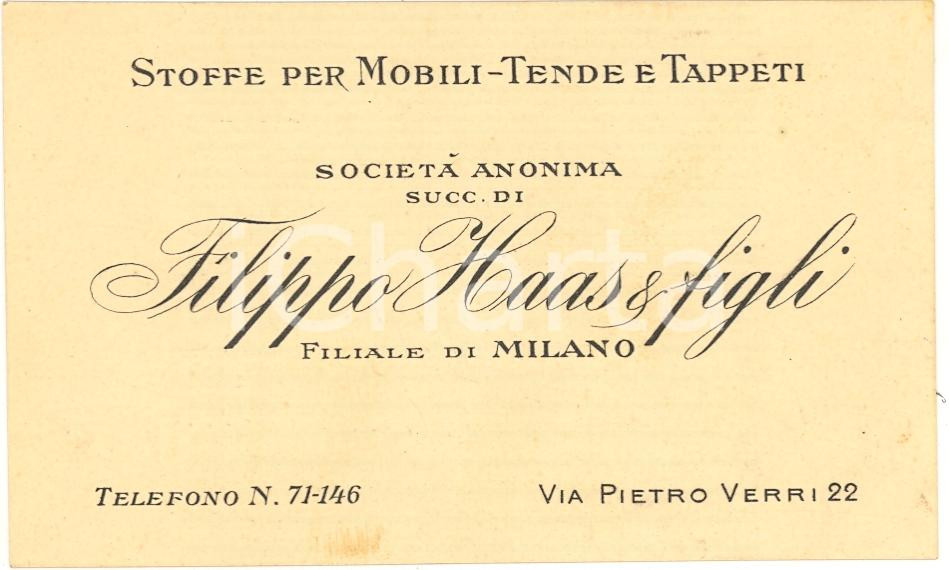 STOFFE PER MOBILI-TENDE E TAPPETI
SOCIETÀ ANONIMA
SUCC. DI
Filippo Haas & figli
FILIALE DI MILANO
TELEFONO N. 71-146
VIA PIETRO VERRI 22
iCharta